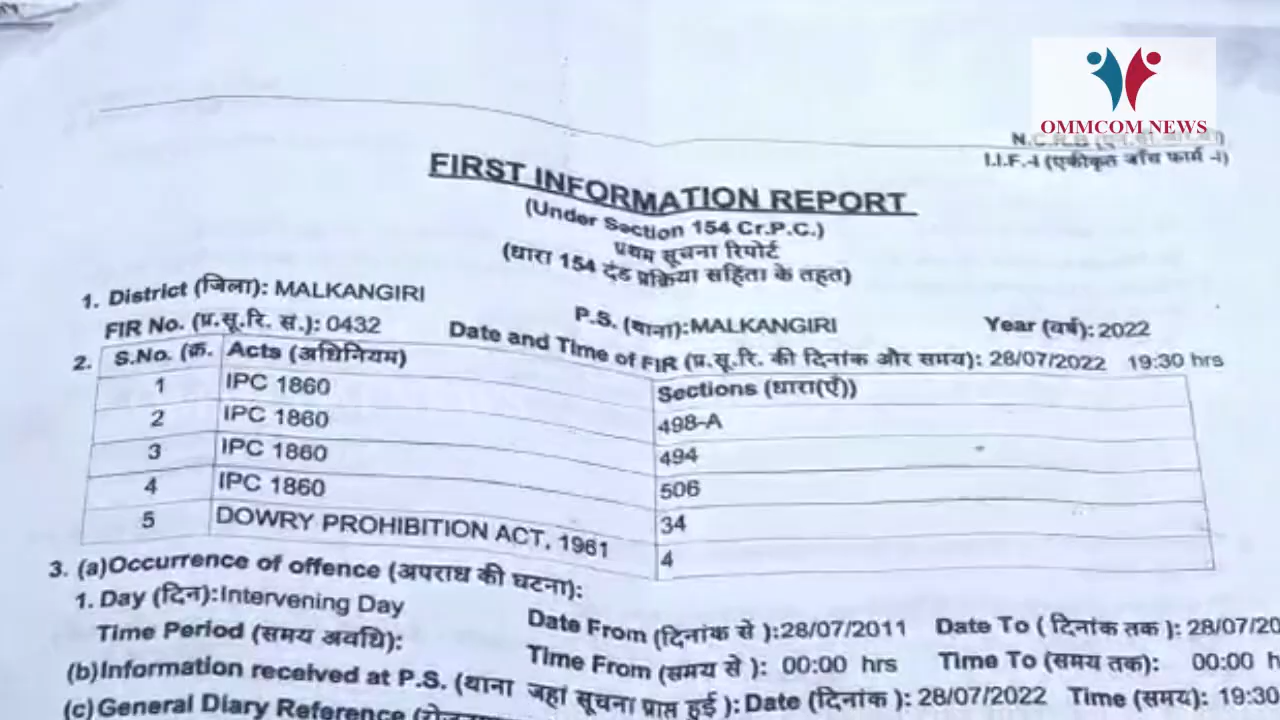 OMMCOM NEWS
N.C.R.B (एन.सी.आर.बी)
I.I.F.-I (एकीकृत जाँच फार्म -I)
FIRST INFORMATION REPORT
(Under Section 154 Cr.P.C.)
प्रथम सूचना रिपोर्ट
(धारा 154 दंड प्रक्रिया संहिता के तहत)
1. District (जिला): MALKANGIRI P.S. (थाना):MALKANGIRI Year (वर्ष): 2022
FIR No. (प्र.सू.रि. सं.): 0432 Date and Time of FIR (प्र.सू.रि. की दिनांक और समय): 28/07/2022 19:30 hrs
2. S.No. (क्र. Acts (अधिनियम) Sections (धारा(एँ))
1 IPC 1860 498-A
2 IPC 1860 494
3 IPC 1860 506
4 IPC 1860 34
5 DOWRY PROHIBITION ACT, 1961 4
3. (a)Occurrence of offence (अपराध की घटना):
1. Day (दिन):Intervening Day Date From (दिनांक से ):28/07/2011 Date To ( दिनांक तक ): 28/07/20
Time Period (समय अवधि): Time From (समय से ): 00:00 hrs Time To (समय तक): 00:00 h
(b)Information received at P.S. (थाना जहां सूचना प्राप्त हुई ): Date (दिनांक ): 28/07/2022 Time (समय): 19:30
(c) General Diary Reference